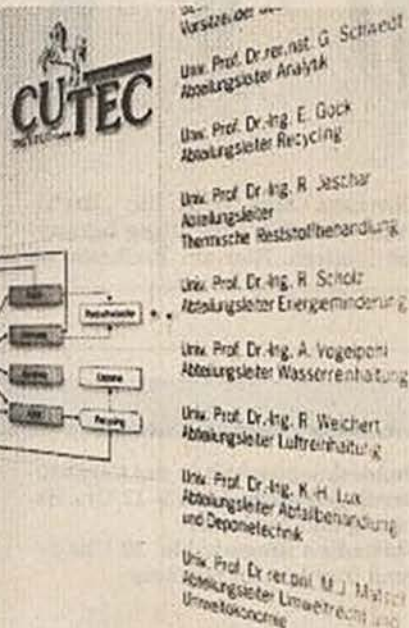 CUTEC
INSTITUT
Vorsitzender des
Univ. Prof. Dr. rer. nat. G. Schwedt
Abteilungsleiter Analytik
Univ. Prof. Dr.-Ing. E. Gock
Abteilungsleiter Recycling
Univ. Prof. Dr.-Ing. R. Jeschar
Abteilungsleiter
Thermische Reststoffbehandlung
Univ. Prof. Dr.-Ing. R. Scholz
Abteilungsleiter Energieminderung
Univ. Prof. Dr.-Ing. A. Vogelpohl
Abteilungsleiter Wasserreinhaltung
Univ. Prof. Dr.-Ing. R. Weichert
Abteilungsleiter Luftreinhaltung
Univ. Prof. Dr.-Ing. K.-H. Lux
Abteilungsleiter Abfallbehandlung
und Deponietechnik
Univ. Prof. Dr. rer. pol. M. J.
Abteilungsleiter Umweltrecht und
Umweltökonomie